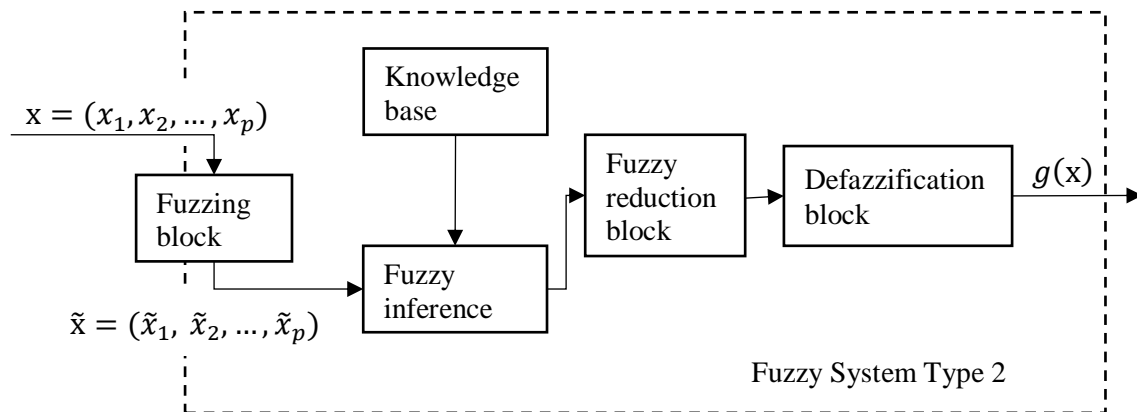 Knowledge
base
x = (x₁, x₂, …, xₚ)
Fuzzing
block
Fuzzy
reduction
block
Defazzification
block
g(x)
Fuzzy
inference
x̃ = (x̃₁, x̃₂, …, x̃ₚ)
Fuzzy System Type 2